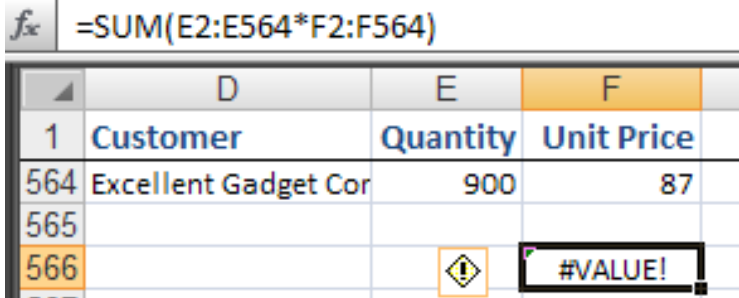 fx =SUM(E2:E564*F2:F564)
D E F
1 Customer Quantity Unit Price
564 Excellent Gadget Cor 900 87
565
566 #VALUE!